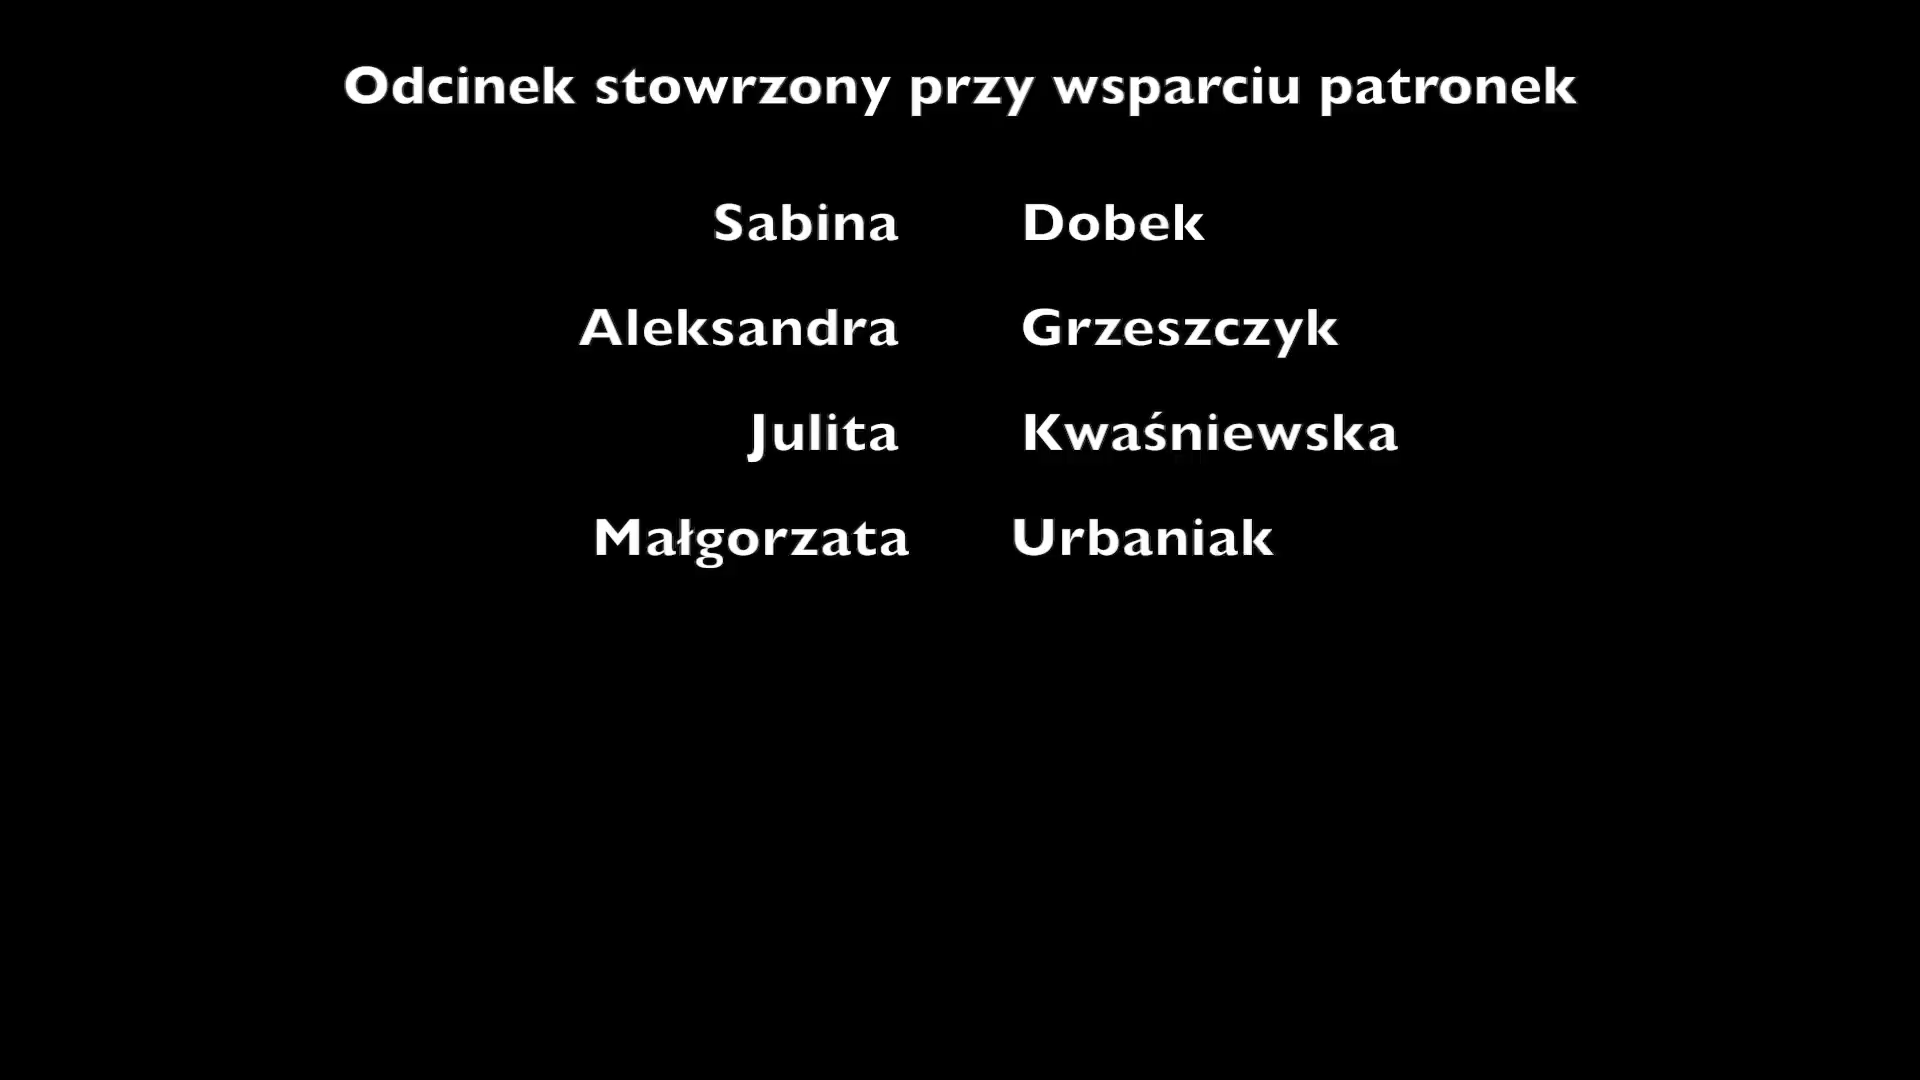 Odcinek stowrzony przy wsparciu patronek
Sabina Dobek
Aleksandra Grzeszczyk
Julita Kwaśniewska
Małgorzata Urbaniak